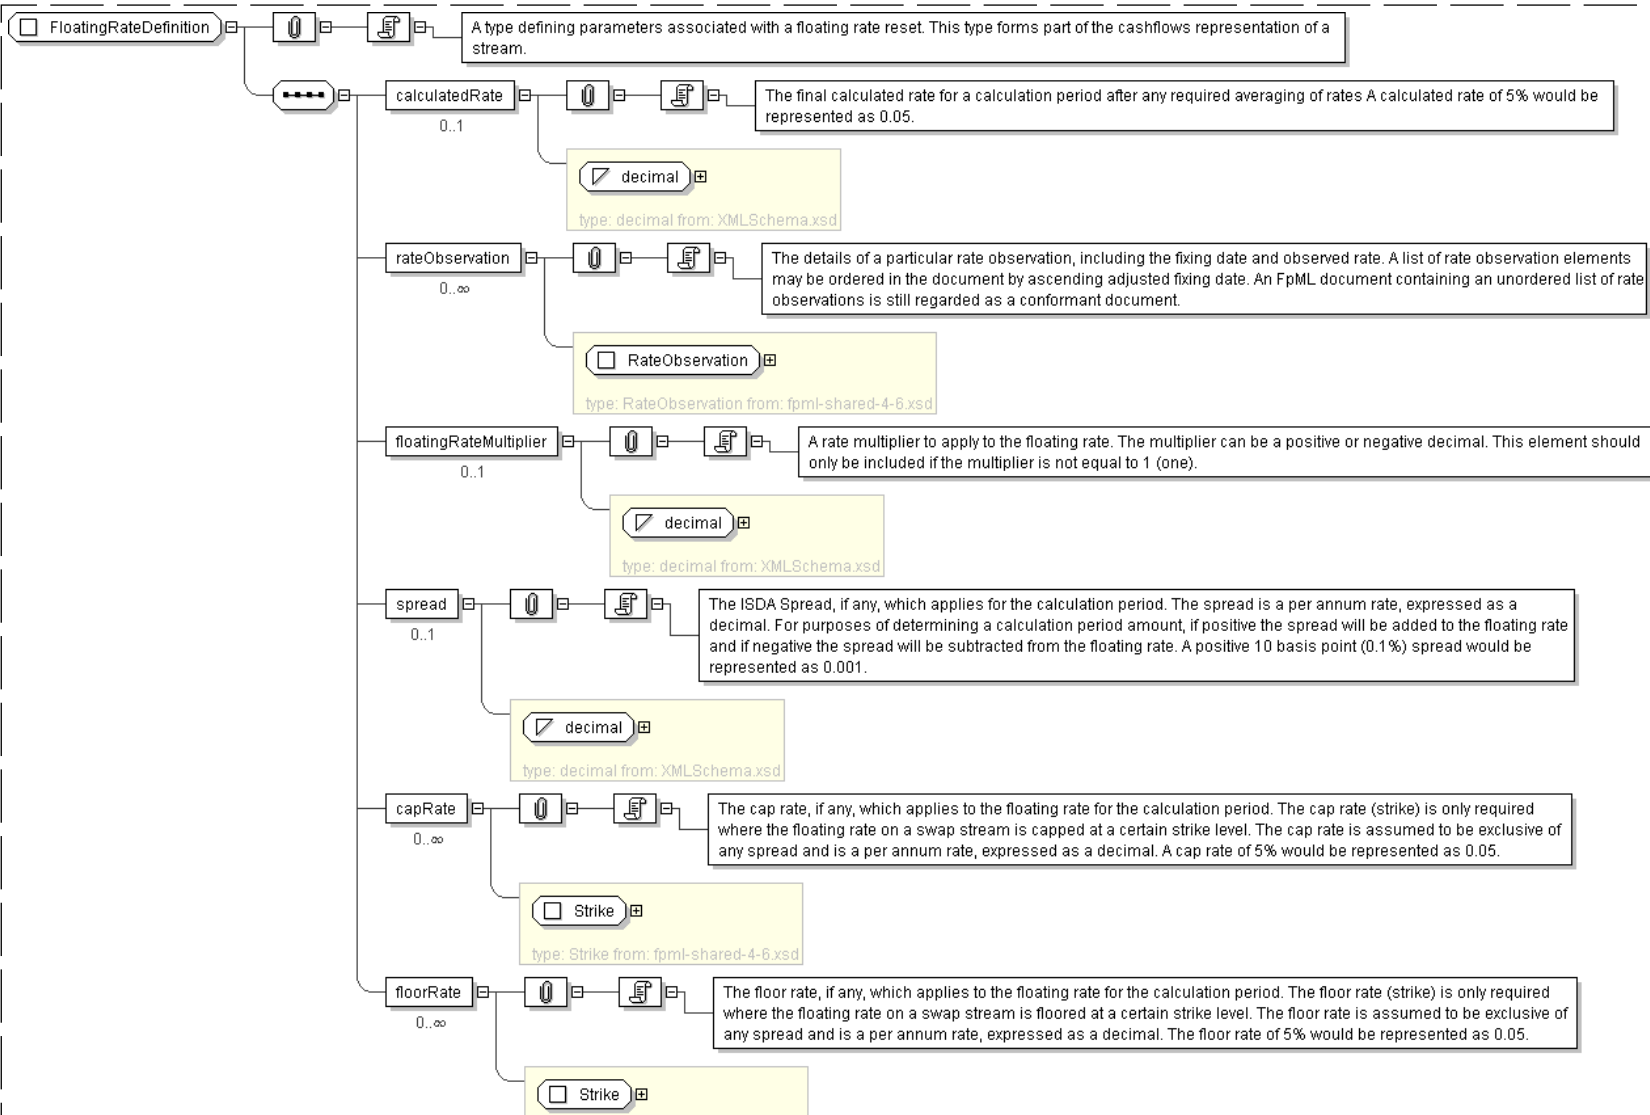 FloatingRateDefinition
A type defining parameters associated with a floating rate reset. This type forms part of the cashflows representation of a
stream.
calculatedRate
0..1
The final calculated rate for a calculation period after any required averaging of rates A calculated rate of 5% would be
represented as 0.05.
decimal
type: decimal from: XMLSchema.xsd
rateObservation
0..∞
The details of a particular rate observation, including the fixing date and observed rate. A list of rate observation elements
may be ordered in the document by ascending adjusted fixing date. An FpML document containing an unordered list of rate
observations is still regarded as a conformant document.
RateObservation
type: RateObservation from: fpml-shared-4-6.xsd
floatingRateMultiplier
0..1
A rate multiplier to apply to the floating rate. The multiplier can be a positive or negative decimal. This element should
only be included if the multiplier is not equal to 1 (one).
decimal
type: decimal from: XMLSchema.xsd
spread
0..1
The ISDA Spread, if any, which applies for the calculation period. The spread is a per annum rate, expressed as a
decimal. For purposes of determining a calculation period amount, if positive the spread will be added to the floating rate
and if negative the spread will be subtracted from the floating rate. A positive 10 basis point (0.1%) spread would be
represented as 0.001.
decimal
type: decimal from: XMLSchema.xsd
capRate
0..∞
The cap rate, if any, which applies to the floating rate for the calculation period. The cap rate (strike) is only required
where the floating rate on a swap stream is capped at a certain strike level. The cap rate is assumed to be exclusive of
any spread and is a per annum rate, expressed as a decimal. A cap rate of 5% would be represented as 0.05.
Strike
type: Strike from: fpml-shared-4-6.xsd
floorRate
0..∞
The floor rate, if any, which applies to the floating rate for the calculation period. The floor rate (strike) is only required
where the floating rate on a swap stream is floored at a certain strike level. The floor rate is assumed to be exclusive of
any spread and is a per annum rate, expressed as a decimal. The floor rate of 5% would be represented as 0.05.
Strike